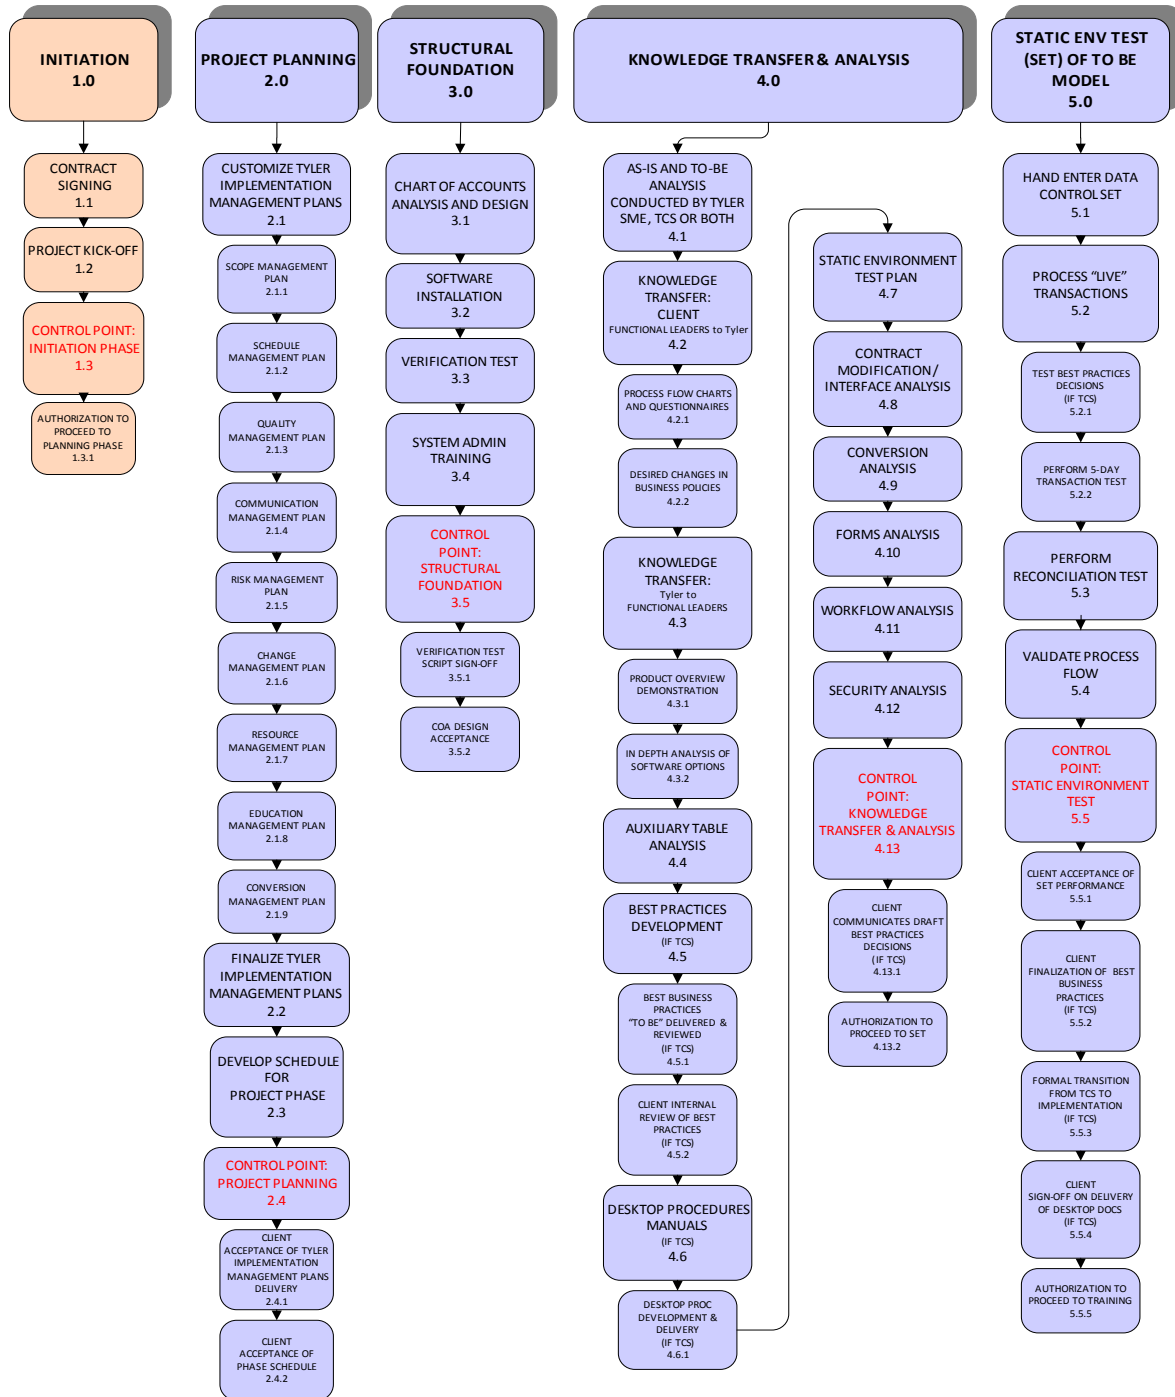 INITIATION
1.0
CONTRACT
SIGNING
1.1
PROJECT KICK-OFF
1.2
CONTROL POINT:
INITIATION PHASE
1.3
AUTHORIZATION TO
PROCEED TO
PLANNING PHASE
1.3.1
PROJECT PLANNING
2.0
CUSTOMIZE TYLER
IMPLEMENTATION
MANAGEMENT PLANS
2.1
SCOPE MANAGEMENT
PLAN
2.1.1
SCHEDULE
MANAGEMENT PLAN
2.1.2
QUALITY
MANAGEMENT PLAN
2.1.3
COMMUNICATION
MANAGEMENT PLAN
2.1.4
RISK MANAGEMENT
PLAN
2.1.5
CHANGE
MANAGEMENT PLAN
2.1.6
RESOURCE
MANAGEMENT PLAN
2.1.7
EDUCATION
MANAGEMENT PLAN
2.1.8
CONVERSION
MANAGEMENT PLAN
2.1.9
FINALIZE TYLER
IMPLEMENTATION
MANAGEMENT PLANS
2.2
DEVELOP SCHEDULE
FOR
PROJECT PHASE
2.3
CONTROL POINT:
PROJECT PLANNING
2.4
CLIENT
ACCEPTANCE OF TYLER
IMPLEMENTATION
MANAGEMENT PLANS
DELIVERY
2.4.1
CLIENT
ACCEPTANCE OF
PHASE SCHEDULE
2.4.2
STRUCTURAL
FOUNDATION
3.0
CHART OF ACCOUNTS
ANALYSIS AND DESIGN
3.1
SOFTWARE
INSTALLATION
3.2
VERIFICATION TEST
3.3
SYSTEM ADMIN
TRAINING
3.4
CONTROL
POINT:
STRUCTURAL
FOUNDATION
3.5
VERIFICATION TEST
SCRIPT SIGN-OFF
3.5.1
COA DESIGN
ACCEPTANCE
3.5.2
KNOWLEDGE TRANSFER & ANALYSIS
4.0
AS-IS AND TO-BE
ANALYSIS
CONDUCTED BY TYLER
SME, TCS OR BOTH
4.1
KNOWLEDGE
TRANSFER:
CLIENT
FUNCTIONAL LEADERS to Tyler
4.2
PROCESS FLOW CHARTS
AND QUESTIONNAIRES
4.2.1
DESIRED CHANGES IN
BUSINESS POLICIES
4.2.2
KNOWLEDGE
TRANSFER:
Tyler to
FUNCTIONAL LEADERS
4.3
PRODUCT OVERVIEW
DEMONSTRATION
4.3.1
IN DEPTH ANALYSIS OF
SOFTWARE OPTIONS
4.3.2
AUXILIARY TABLE
ANALYSIS
4.4
BEST PRACTICES
DEVELOPMENT
(IF TCS)
4.5
BEST BUSINESS
PRACTICES
“TO BE” DELIVERED &
REVIEWED
(IF TCS)
4.5.1
CLIENT INTERNAL
REVIEW OF BEST
PRACTICES
(IF TCS)
4.5.2
DESKTOP PROCEDURES
MANUALS
(IF TCS)
4.6
DESKTOP PROC
DEVELOPMENT &
DELIVERY
(IF TCS)
4.6.1
STATIC ENVIRONMENT
TEST PLAN
4.7
CONTRACT
MODIFICATION/
INTERFACE ANALYSIS
4.8
CONVERSION
ANALYSIS
4.9
FORMS ANALYSIS
4.10
WORKFLOW ANALYSIS
4.11
SECURITY ANALYSIS
4.12
CONTROL
POINT:
KNOWLEDGE
TRANSFER & ANALYSIS
4.13
CLIENT
COMMUNICATES DRAFT
BEST PRACTICES
DECISIONS
(IF TCS)
4.13.1
AUTHORIZATION TO
PROCEED TO SET
4.13.2
STATIC ENV TEST
(SET) OF TO BE
MODEL
5.0
HAND ENTER DATA
CONTROL SET
5.1
PROCESS “LIVE”
TRANSACTIONS
5.2
TEST BEST PRACTICES
DECISIONS
(IF TCS)
5.2.1
PERFORM 5-DAY
TRANSACTION TEST
5.2.2
PERFORM
RECONCILIATION TEST
5.3
VALIDATE PROCESS
FLOW
5.4
CONTROL
POINT:
STATIC ENVIRONMENT
TEST
5.5
CLIENT ACCEPTANCE OF
SET PERFORMANCE
5.5.1
CLIENT
FINALIZATION OF BEST
BUSINESS
PRACTICES
(IF TCS)
5.5.2
FORMAL TRANSITION
FROM TCS TO
IMPLEMENTATION
(IF TCS)
5.5.3
CLIENT
SIGN-OFF ON DELIVERY
OF DESKTOP DOCS
(IF TCS)
5.5.4
AUTHORIZATION TO
PROCEED TO TRAINING
5.5.5